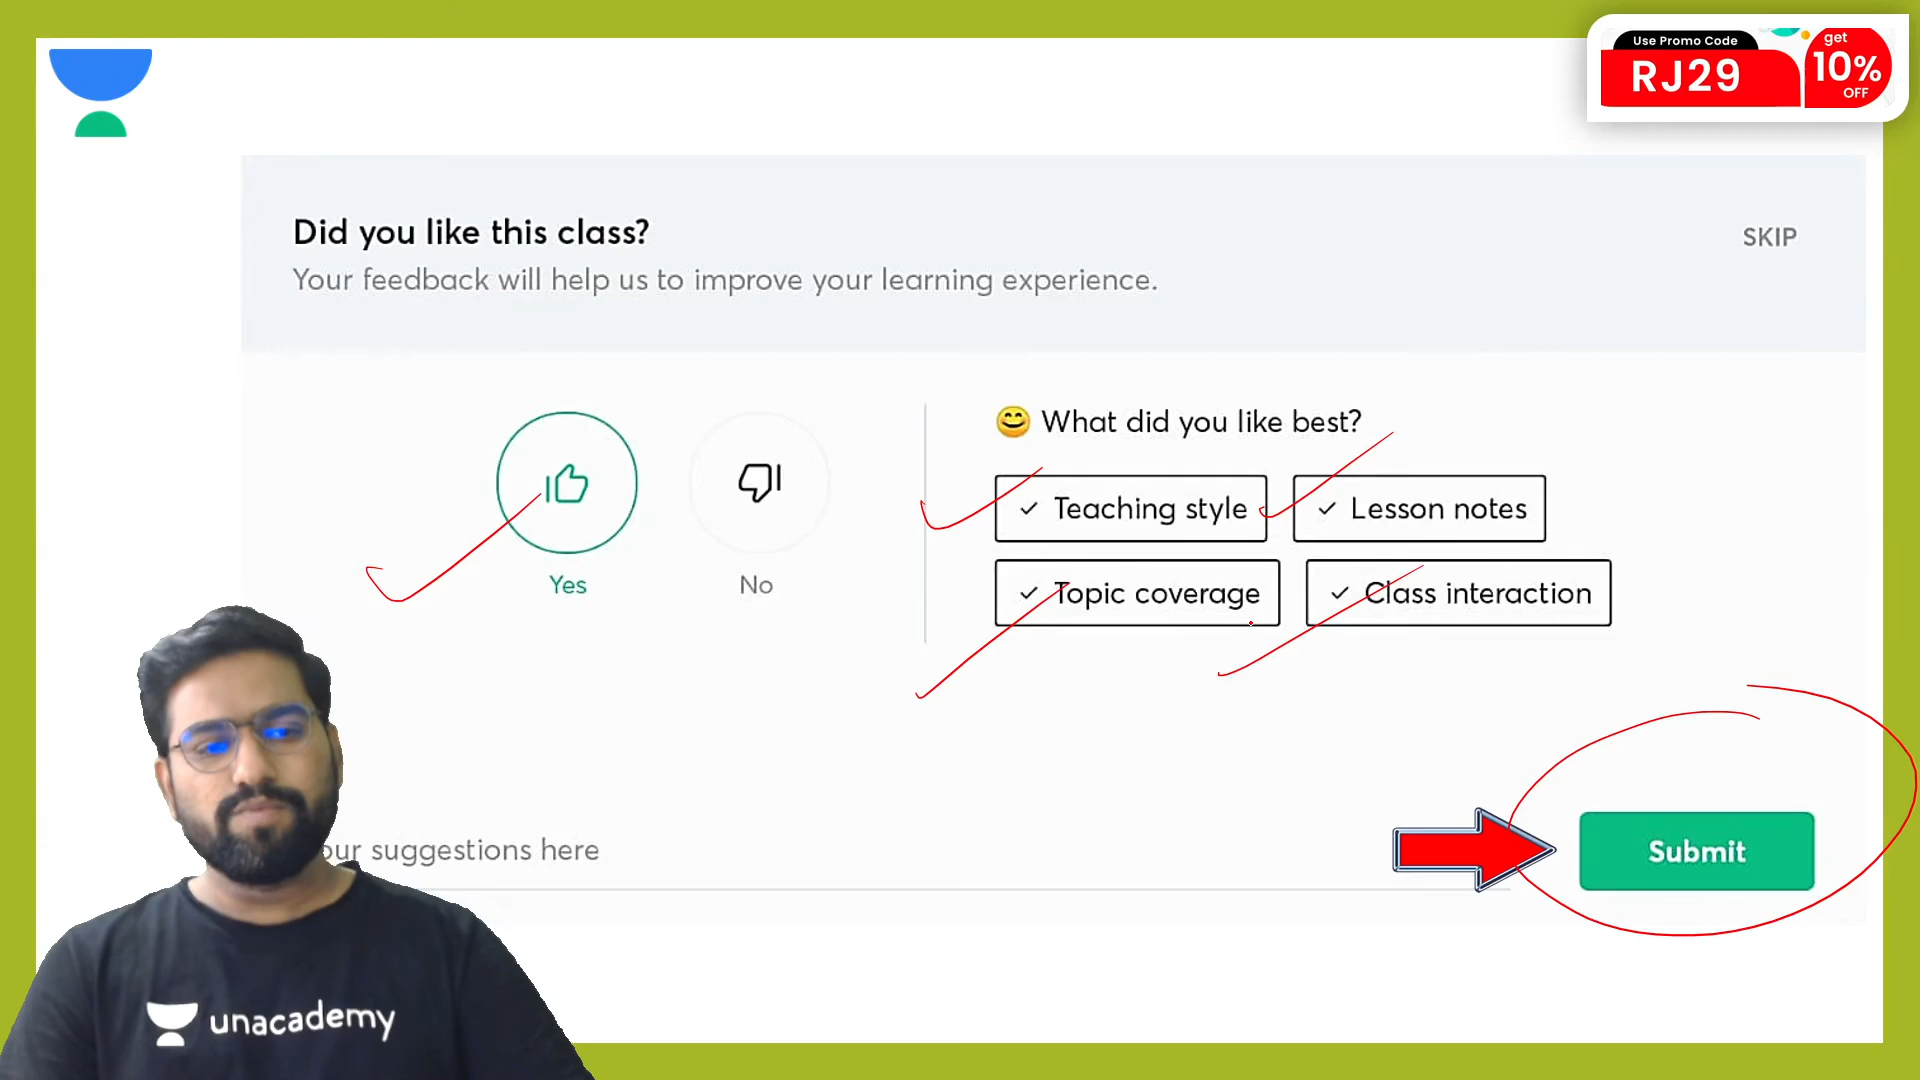 Use Promo Code
RJ29
get
10%
OFF
Did you like this class?
SKIP
Your feedback will help us to improve your learning experience.
😊 What did you like best?
✓ Teaching style
✓ Lesson notes
✓ Topic coverage
✓ Class interaction
Yes
No
our suggestions here
Submit
unacademy